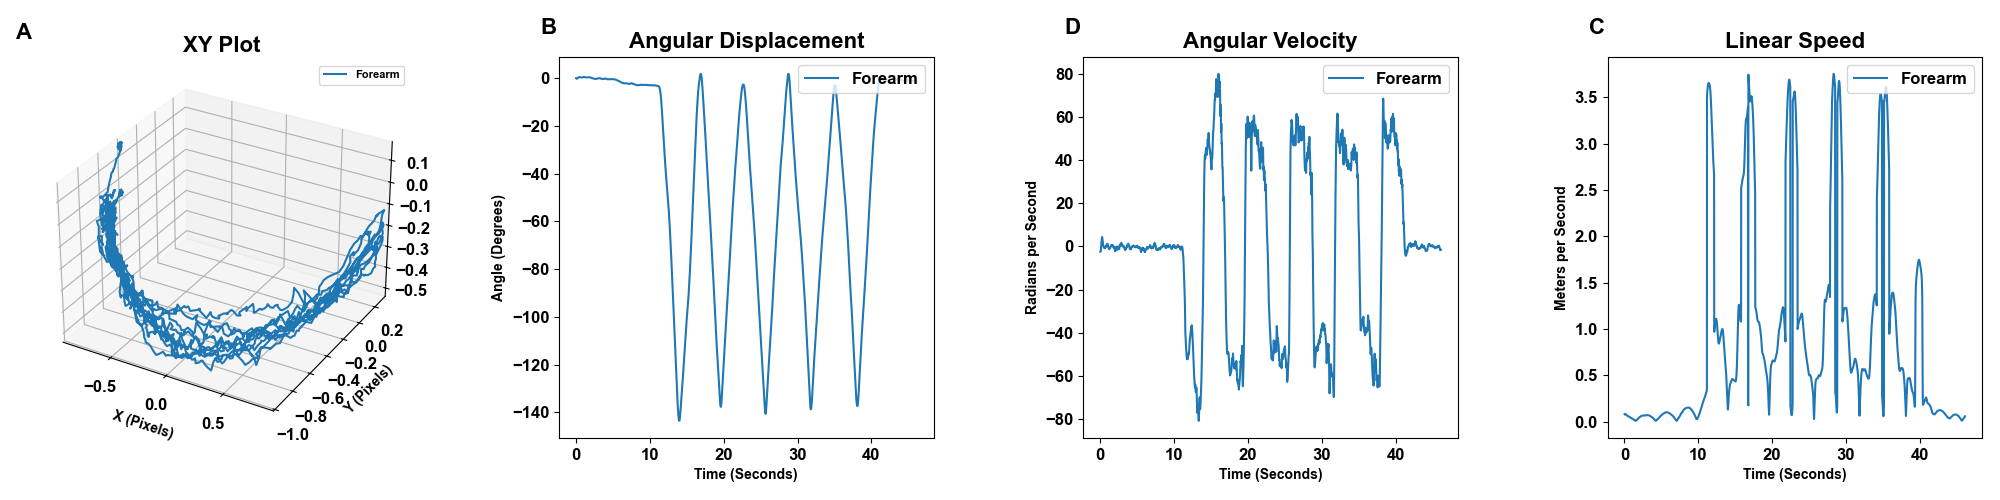 A
XY Plot
Forearm
0.1
0.0
−0.1
−0.2
−0.3
−0.4
−0.5
0.2
0.0
−0.2
−0.4
−0.6
−0.8
−1.0
Y (Pixels)
−0.5
0.0
0.5
X (Pixels)
B
Angular Displacement
Forearm
Angle (Degrees)
0
−20
−40
−60
−80
−100
−120
−140
0 10 20 30 40
Time (Seconds)
D
Angular Velocity
Forearm
Radians per Second
80
60
40
20
0
−20
−40
−60
−80
0 10 20 30 40
Time (Seconds)
C
Linear Speed
Forearm
Meters per Second
3.5
3.0
2.5
2.0
1.5
1.0
0.5
0.0
0 10 20 30 40
Time (Seconds)